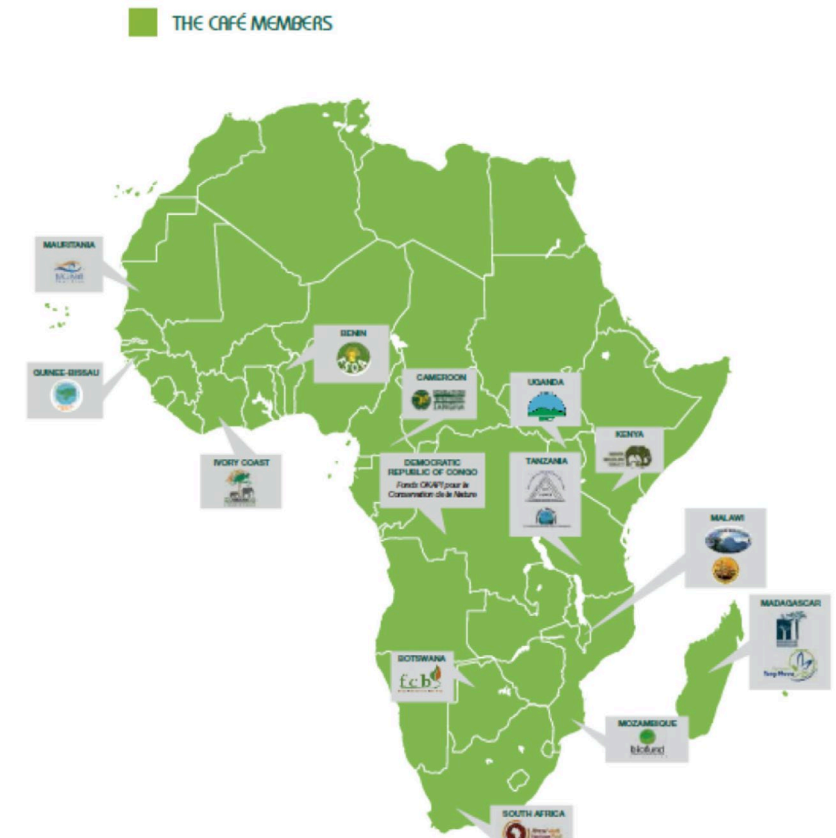 THE CAFÉ MEMBERS
MAURITANIA
BENIN
GUINEE-BISSAU
CAMEROON
UGANDA
KENYA
IVORY COAST
DEMOCRATIC
REPUBLIC OF CONGO
Fonds OKAPI pour la
Conservation de la Nature
TANZANIA
MALAWI
MADAGASCAR
BOTSWANA
fcb
MOZAMBIQUE
biofund
SOUTH AFRICA